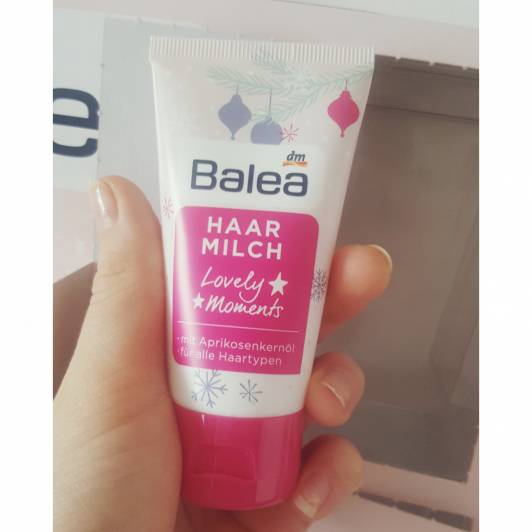 e
dm
Balea
HAAR
MILCH
Lovely
Moments
• mit Aprikosenkernöl
• für alle Haartypen